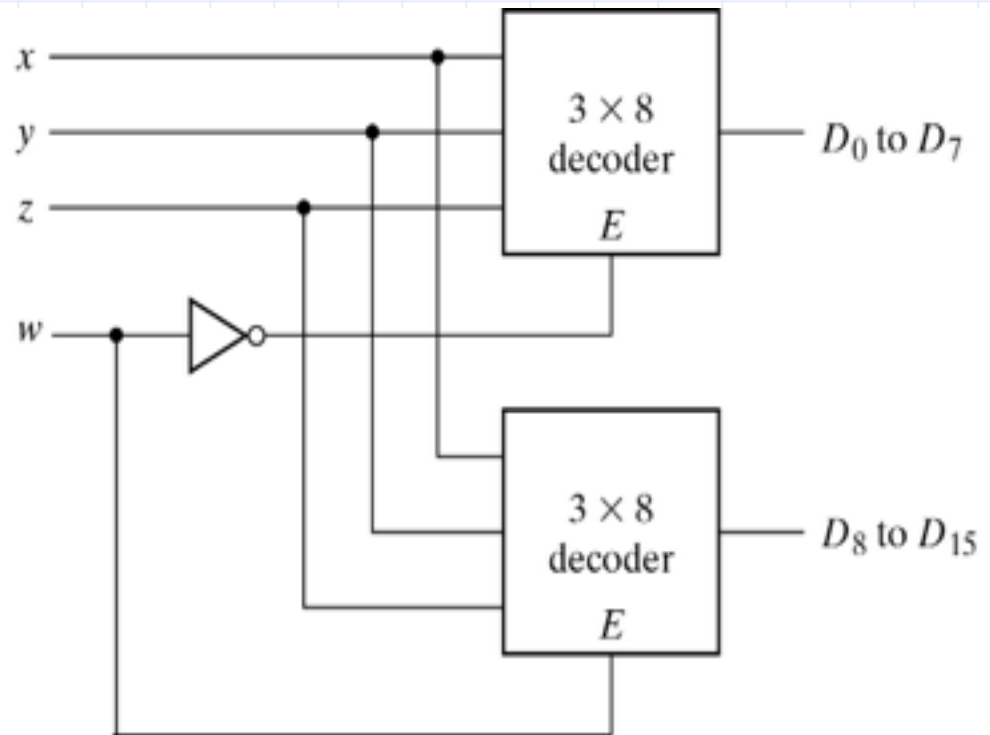 x
y
z
w
3 × 8
decoder
E
D₀ to D₇
3 × 8
decoder
E
D₈ to D₁₅